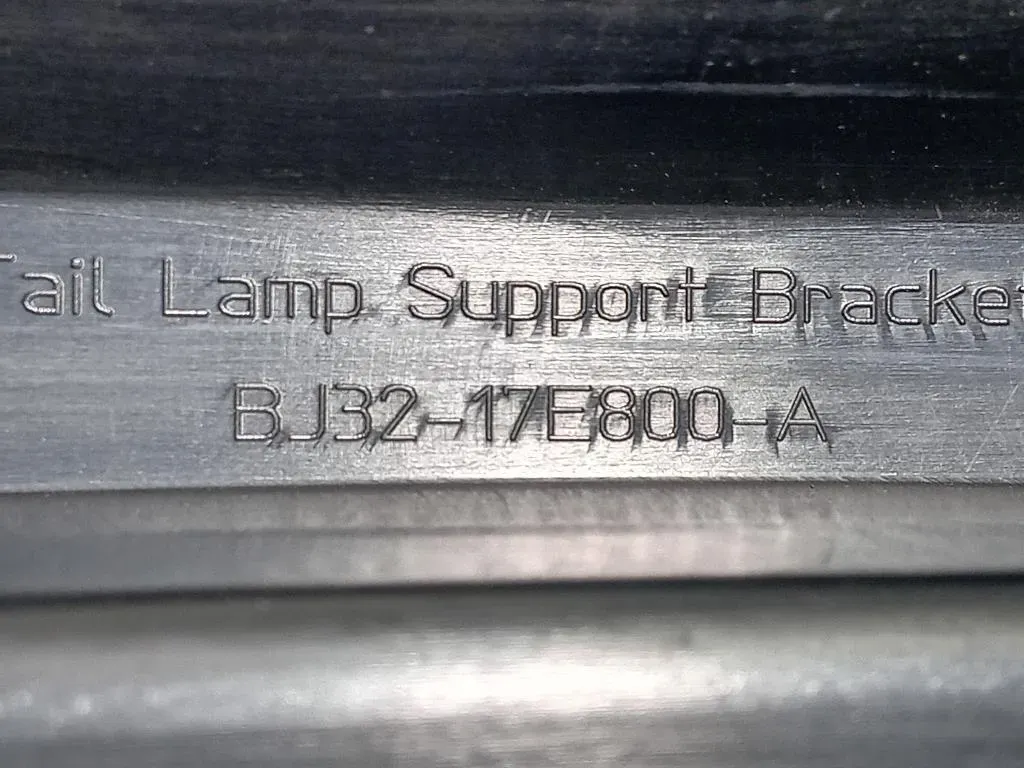 Tail Lamp Support Bracket
BJ32-17E800-A